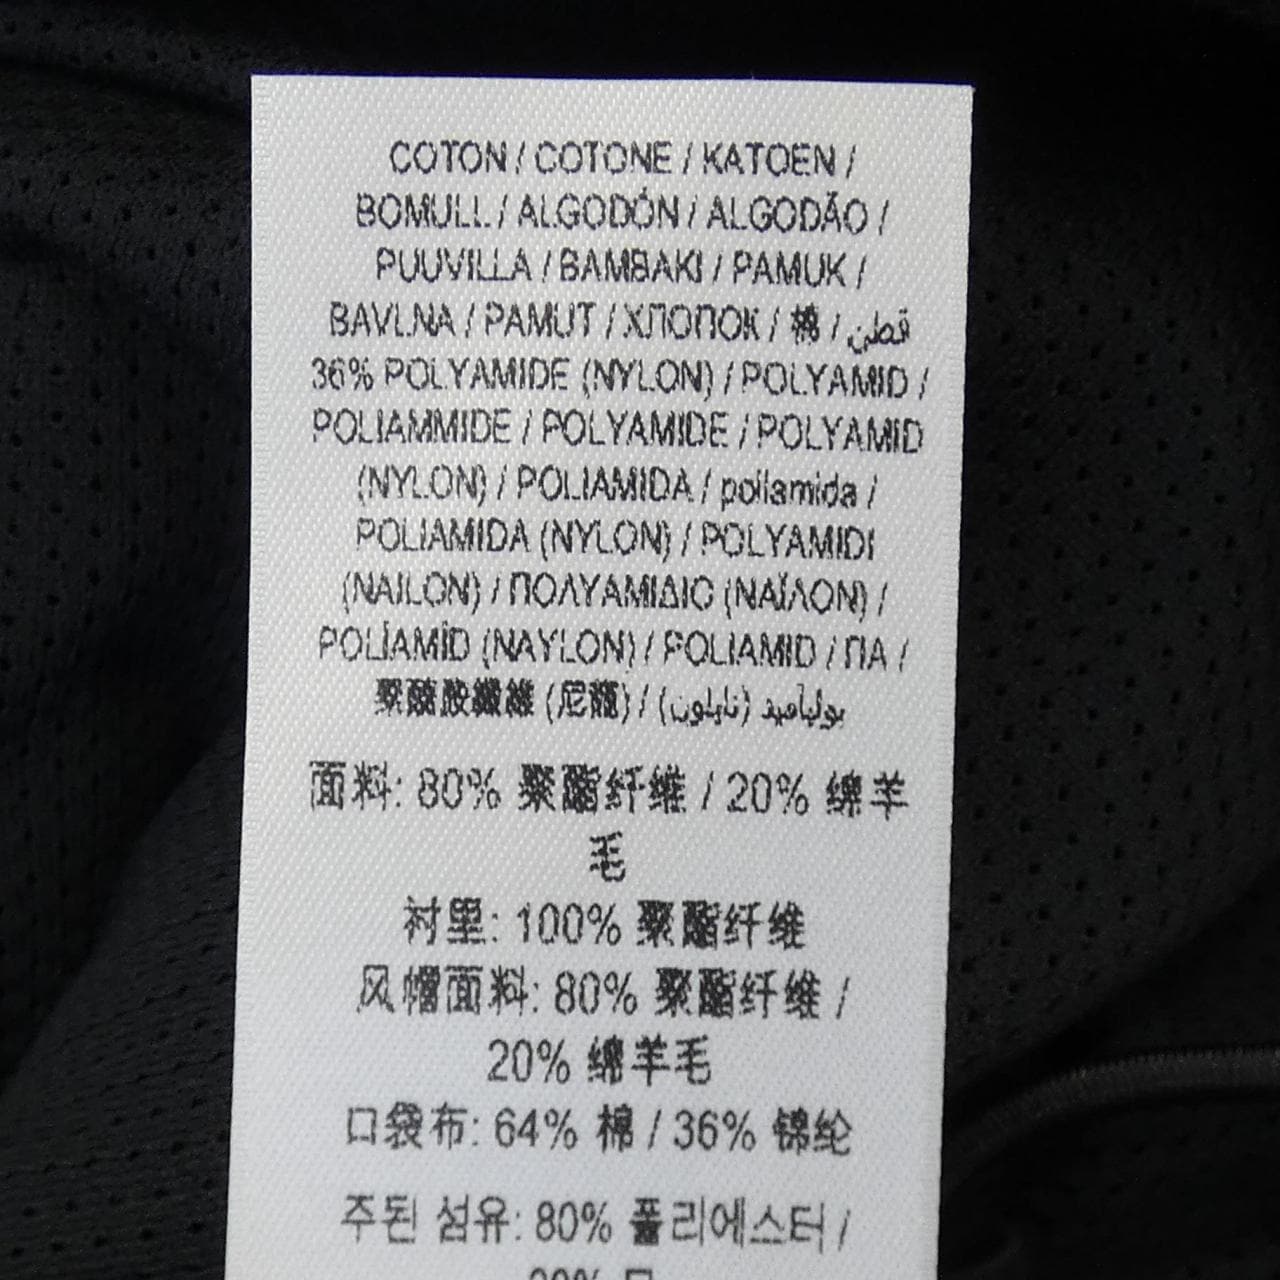 COTON / COTONE / KATOEN /
BOMULL / ALGODÓN / ALGODÃO /
PUUVILLA / BAMBAKI / PAMUK /
BAVLNA / PAMUT / ХЛОПОК / 棉 / قطن
36% POLYAMIDE (NYLON) / POLYAMID /
POLIAMMIDE / POLYAMIDE / POLYAMID
(NYLON) / POLIAMIDA / poliamida /
POLIAMIDA (NYLON) / POLYAMIDI
(NAILON) / ΠΟΛΥΑΜΙΔΙΟ (ΝΑΪΛΟΝ) /
POLİAMİD (NAYLON) / POLIAMID / ПА /
聚醯胺纖維 (尼龍) / بولياميد (نايلون)
面料: 80% 聚酯纤维 / 20% 绵羊
毛
衬里: 100% 聚酯纤维
风帽面料: 80% 聚酯纤维 /
20% 绵羊毛
口袋布: 64% 棉 / 36% 锦纶
주된 섬유: 80% 폴리에스터 /